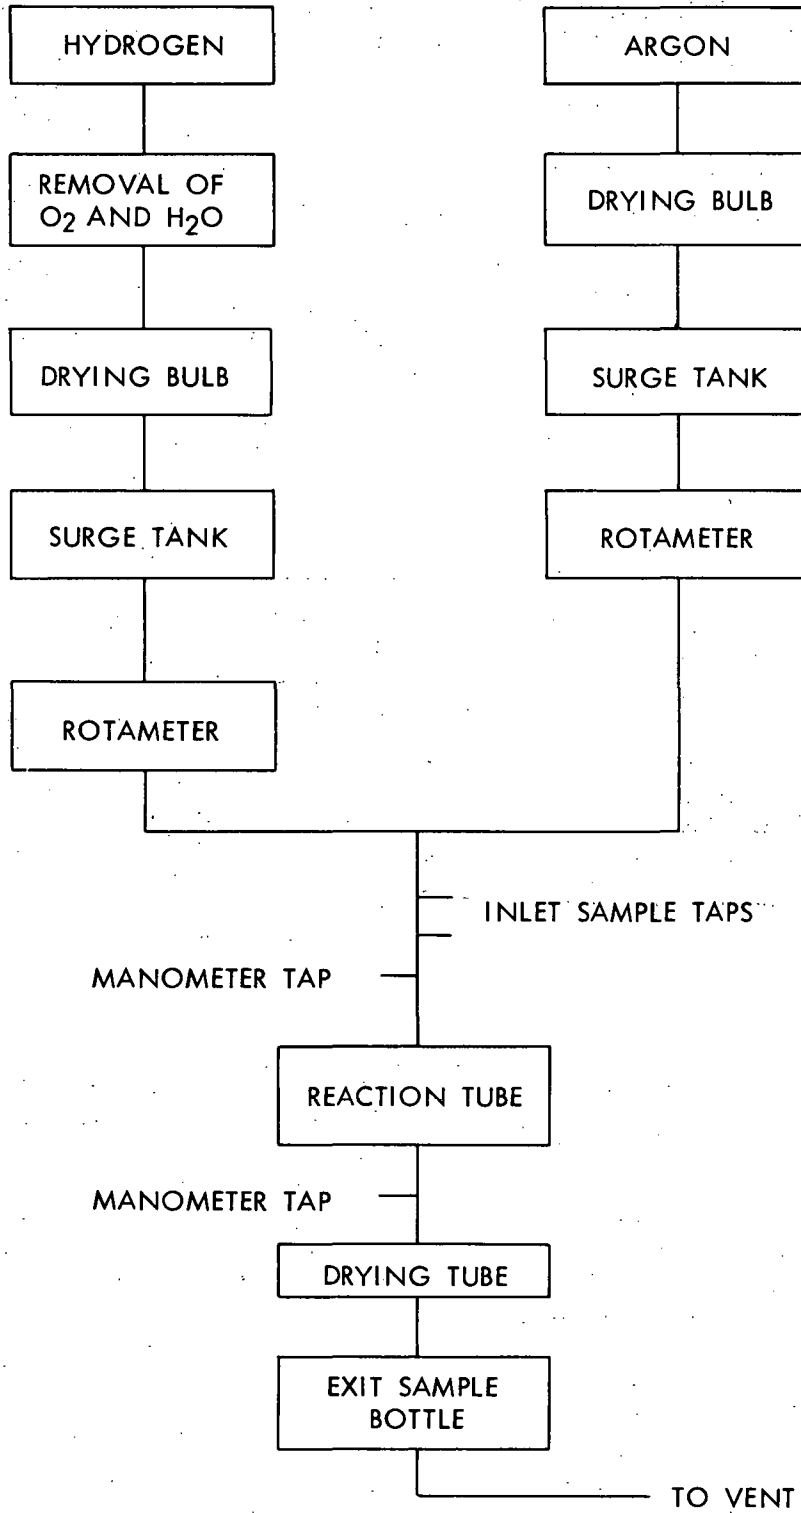 HYDROGEN
ARGON
REMOVAL OF
O2 AND H2O
DRYING BULB
DRYING BULB
SURGE TANK
SURGE TANK
ROTAMETER
ROTAMETER
INLET SAMPLE TAPS
MANOMETER TAP
REACTION TUBE
MANOMETER TAP
DRYING TUBE
EXIT SAMPLE
BOTTLE
TO VENT